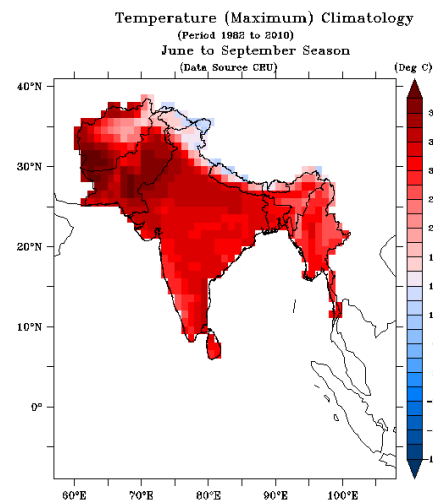 Temperature (Maximum) Climatology
(Period 1982 to 2010)
June to September Season
(Data Source CRU)
(Deg C)
40°N
30°N
20°N
10°N
0°
60°E
70°E
80°E
90°E
100°E